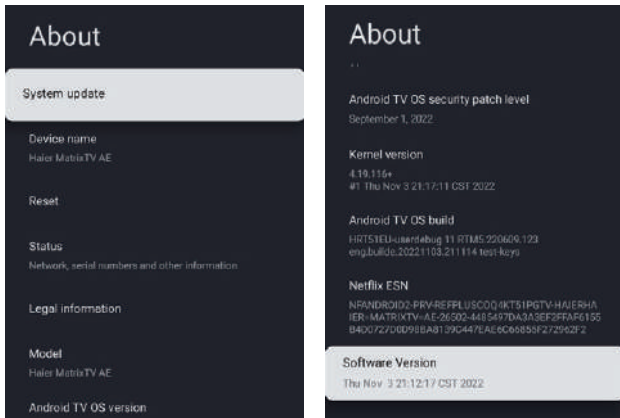 About
System update
Device name
Haier MatrixTV AE
Reset
Status
Network, serial numbers and other information
Legal information
Model
Haier MatrixTV AE
Android TV OS version
About
Android TV OS security patch level
September 1, 2022
Kernel version
4.19.116+
#1 Thu Nov 3 21:17:11 CST 2022
Android TV OS build
HRT51EU-userdebug 11 RTM5.220609.123
eng.builde.20221103.211114 test-keys
Netflix ESN
Software Version
Thu Nov 3 21:12:17 CST 2022